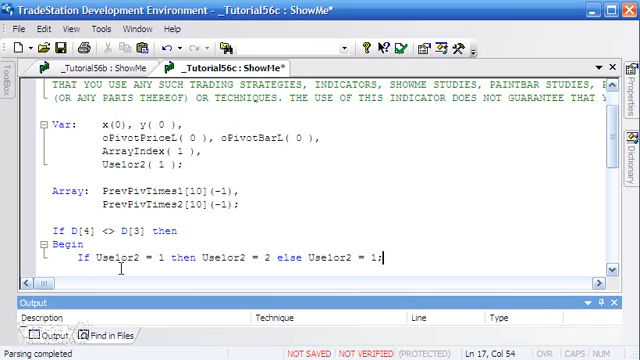 TradeStation Development Environment - _Tutorial56c : ShowMe*
File Edit View Tools Window Help
_Tutorial56b : ShowMe _Tutorial56c : ShowMe*
ToolBox
Properties
Dictionary
THAT YOU USE ANY SUCH TRADING STRATEGIES, INDICATORS, SHOWME STUDIES, PAINTBAR STUDIES,
(OR ANY PARTS THEREOF) OR TECHNIQUES. THE USE OF THIS INDICATOR DOES NOT GUARANTEE THAT
Var: x(0), y( 0 ),
oPivotPriceL( 0 ), oPivotBarL( 0 ),
ArrayIndex( 1 ),
Use1or2( 1 );
Array: PrevPivTimes1[10](-1),
PrevPivTimes2[10](-1);
If D[4] <> D[3] then
Begin
If Use1or2 = 1 then Use1or2 = 2 else Use1or2 = 1;
Output
Description Technique Line Type
Output Find in Files
Parsing completed NOT SAVED NOT VERIFIED (PROTECTED) Ln 17, Col 54 OVR CAPS NUM